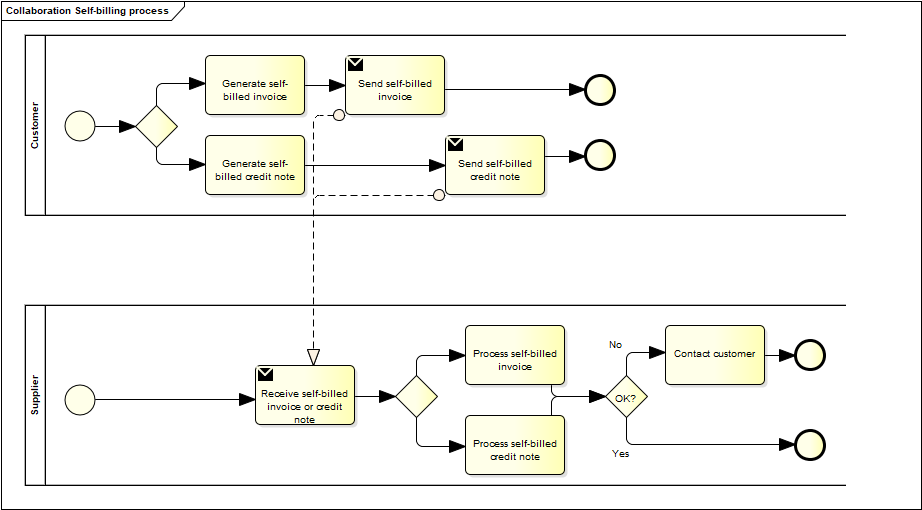 Collaboration Self-billing process
Customer
Generate self-
billed invoice
Send self-billed
invoice
Generate self-
billed credit note
Send self-billed
credit note
Supplier
Receive self-billed
invoice or credit
note
Process self-billed
invoice
Process self-billed
credit note
OK?
No
Contact customer
Yes